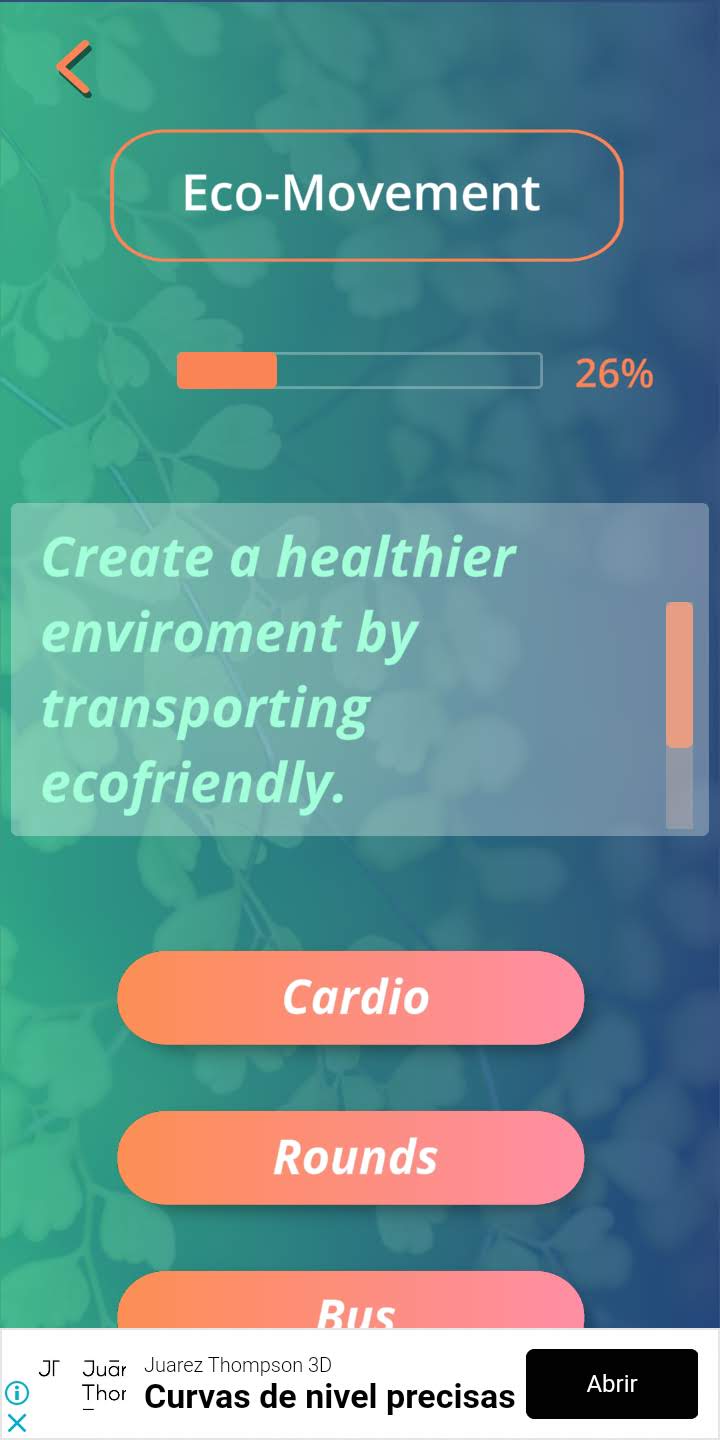 Eco-Movement
26%
Create a healthier
enviroment by
transporting
ecofriendly.
Cardio
Rounds
Bus
JT Juār
Thor
Juarez Thompson 3D
Curvas de nivel precisas
Abrir